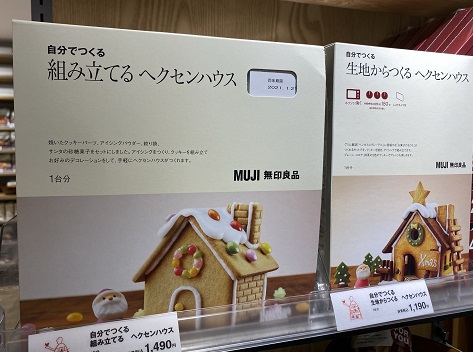 自分でつくる
組み立てる ヘクセンハウス
賞味期限
2021. 1.2
焼いたクッキーパーツ、アイシングパウダー、絞り袋、
サンタの砂糖菓子をセットにしました。アイシングをつくり、クッキーを組み立て
お好みのデコレーションをして、手軽にヘクセンハウスがつくれます。
1台分
MUJI 無印良品
自分でつくる
生地からつくる ヘクセンハウス
1台分
MUJI 無印良品
Xmas
自分でつくる
組み立てる ヘクセンハウス
1,490円
自分でつくる
生地からつくる ヘクセンハウス
1,190円